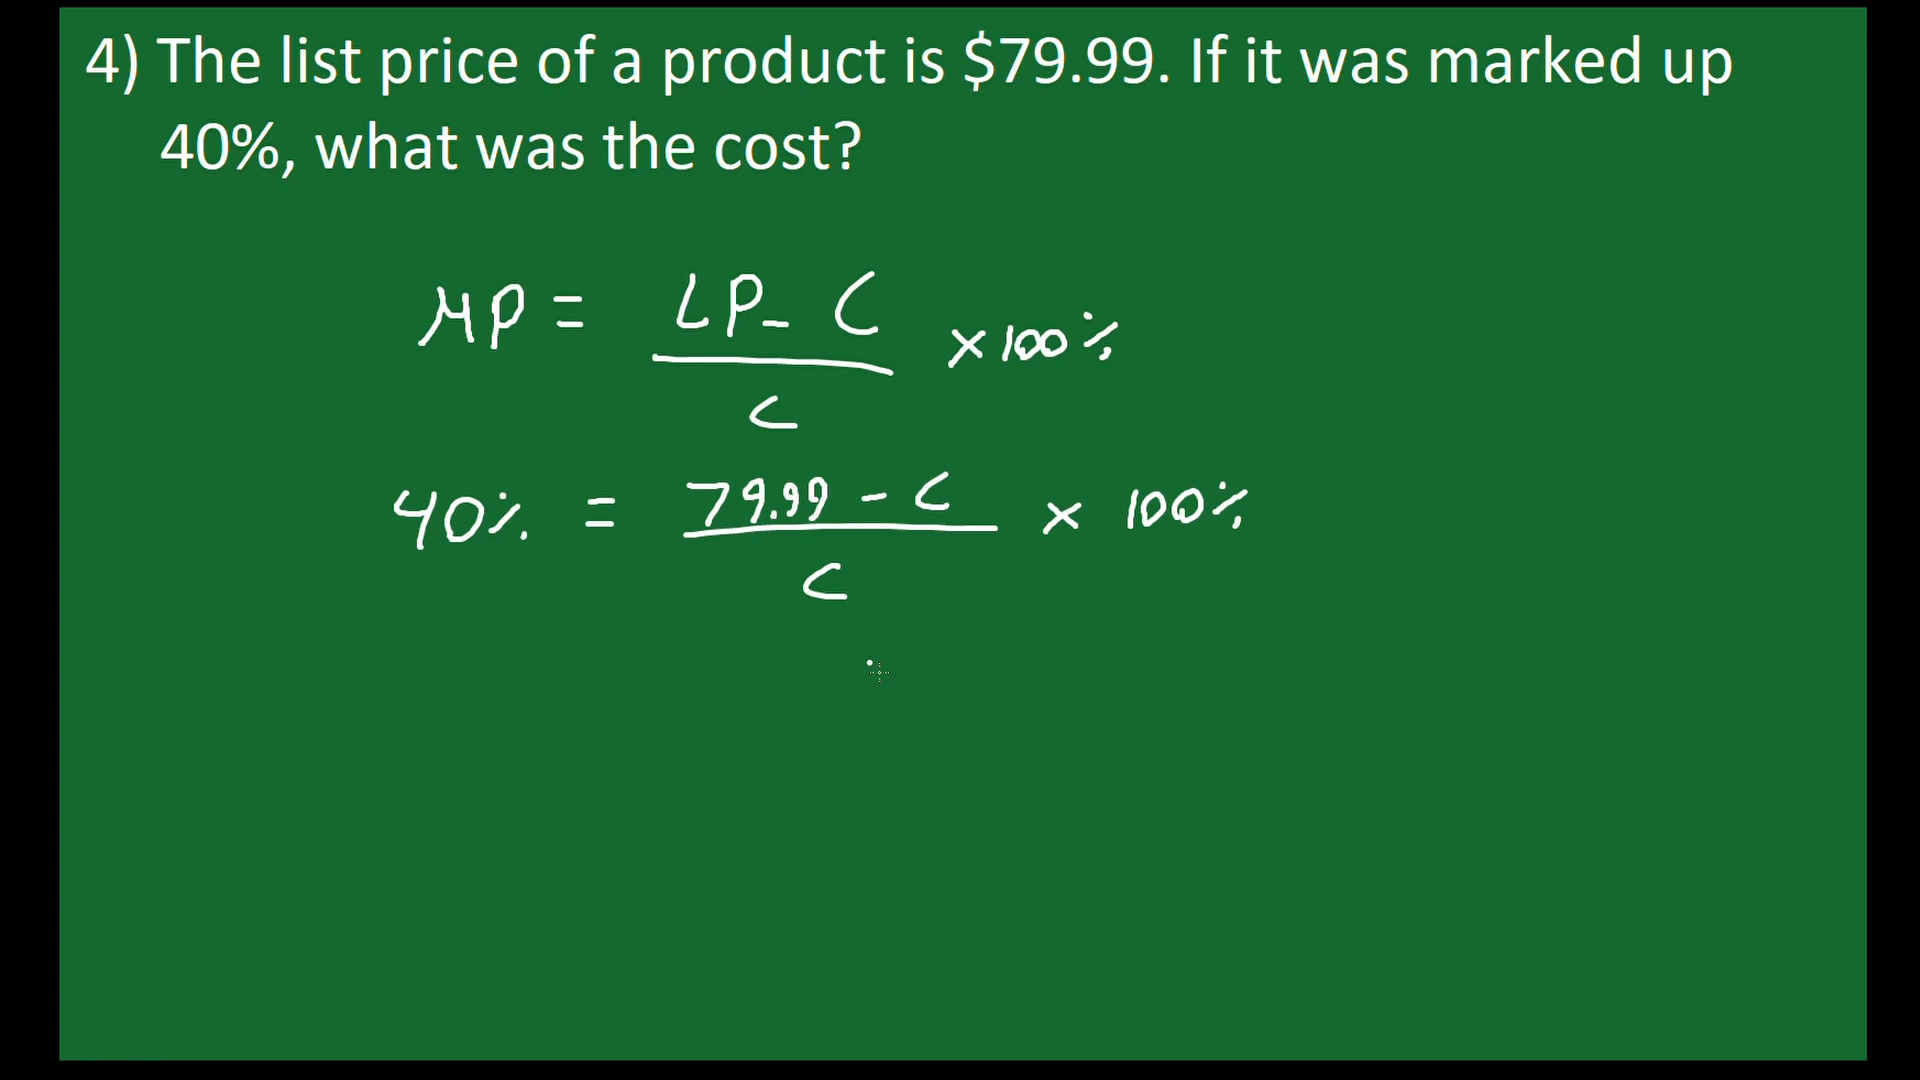 4) The list price of a product is $79.99. If it was marked up
40%, what was the cost?
MP = LP - C x 100%
C
40% = 79.99 - C x 100%
C